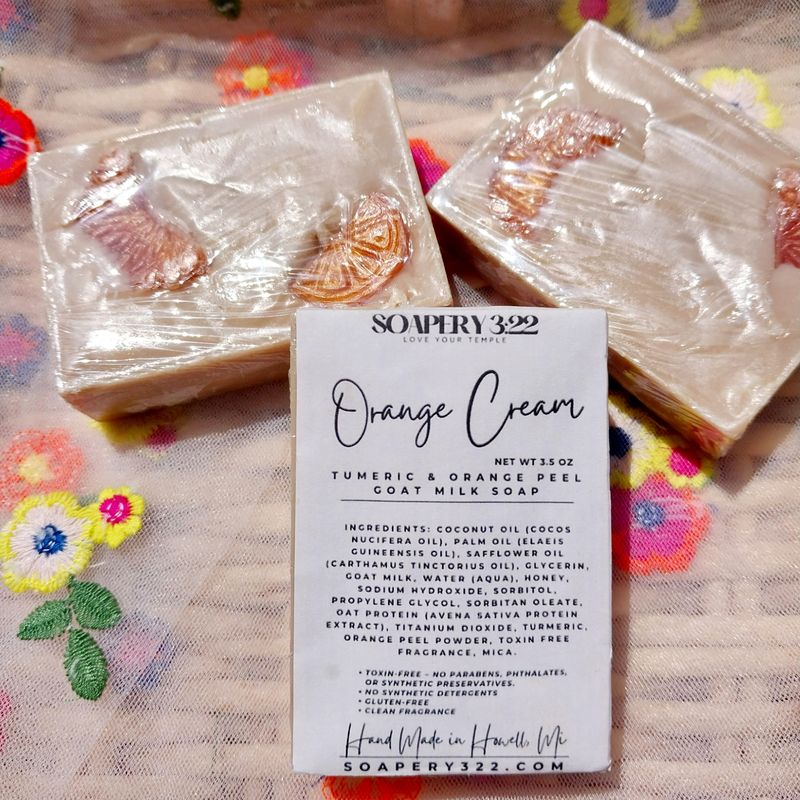 SOAPERY 3:22
LOVE YOUR TEMPLE
Orange Cream
NET WT 3.5 OZ
TUMERIC & ORANGE PEEL
GOAT MILK SOAP
INGREDIENTS: COCONUT OIL (COCOS
NUCIFERA OIL), PALM OIL (ELAEIS
GUINEENSIS OIL), SAFFLOWER OIL
(CARTHAMUS TINCTORIUS OIL), GLYCERIN,
GOAT MILK, WATER (AQUA), HONEY,
SODIUM HYDROXIDE, SORBITOL,
PROPYLENE GLYCOL, SORBITAN OLEATE,
OAT PROTEIN (AVENA SATIVA PROTEIN
EXTRACT), TITANIUM DIOXIDE, TURMERIC,
ORANGE PEEL POWDER, TOXIN FREE
FRAGRANCE, MICA.
• TOXIN-FREE – NO PARABENS, PHTHALATES,
OR SYNTHETIC PRESERVATIVES.
• NO SYNTHETIC DETERGENTS
• GLUTEN-FREE
• CLEAN FRAGRANCE
Hand Made in Howell, Mi
SOAPERY322.COM